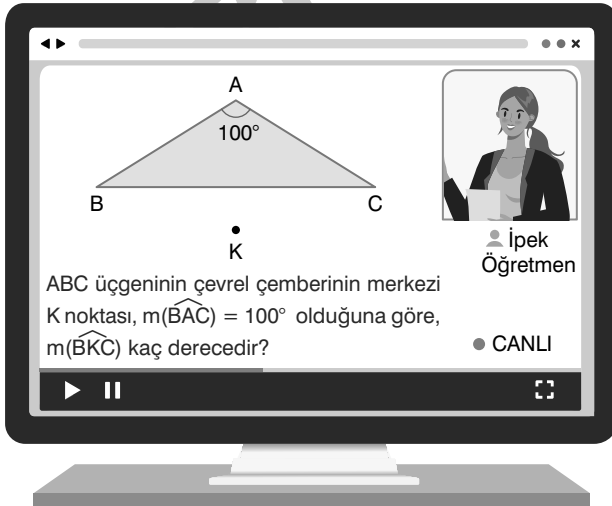 A
100°
B
C
K
İpek
Öğretmen
ABC üçgeninin çevrel çemberinin merkezi
K noktası, m(BAC) = 100° olduğuna göre,
m(BKC) kaç derecedir?
CANLI